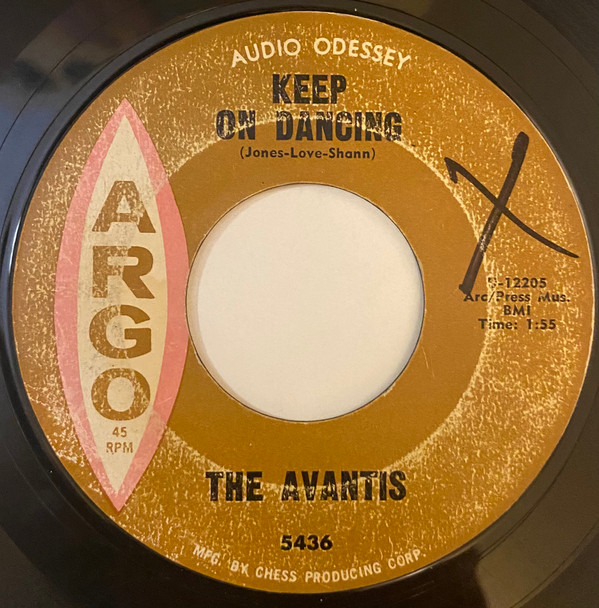 AUDIO ODESSEY
KEEP
ON DANCING
(Jones-Love-Shann)
ARGO
45
RPM
S-12205
Arc/Press Mus.
BMI
Time: 1:55
THE AVANTIS
5436
MFG. BY CHESS PRODUCING CORP.